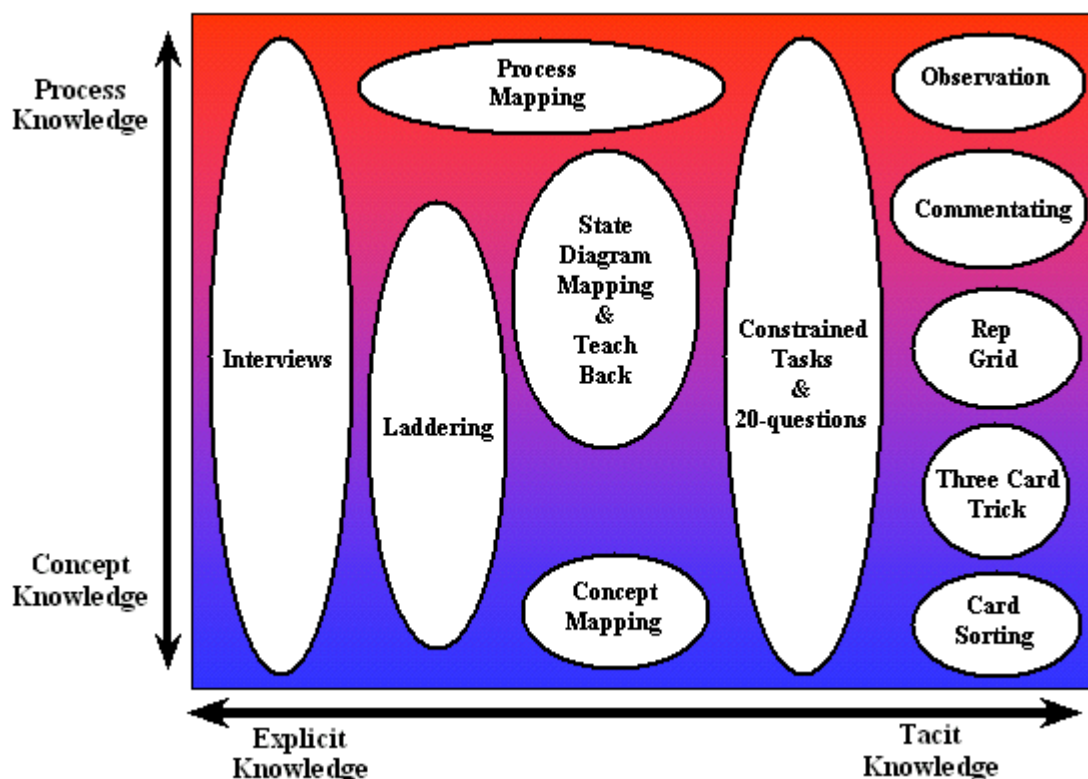 Process
Knowledge
Concept
Knowledge
Interviews
Process
Mapping
Laddering
State
Diagram
Mapping
&
Teach
Back
Concept
Mapping
Constrained
Tasks
&
20-questions
Observation
Commentating
Rep
Grid
Three Card
Trick
Card
Sorting
Explicit
Knowledge
Tacit
Knowledge